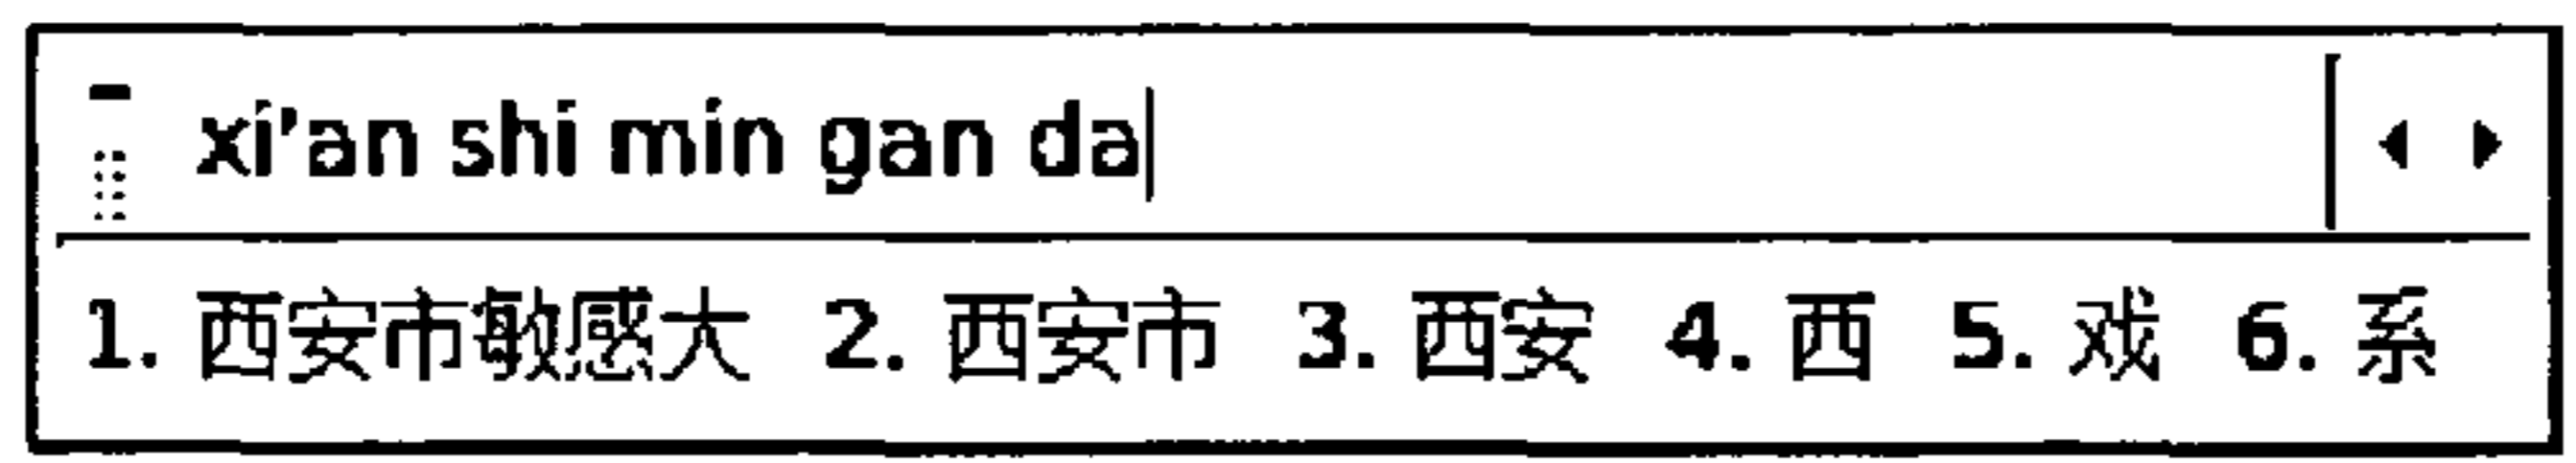 xi'an shi min gan da
1. 西安市敏感大 2. 西安市 3. 西安 4. 西 5. 戏 6. 系